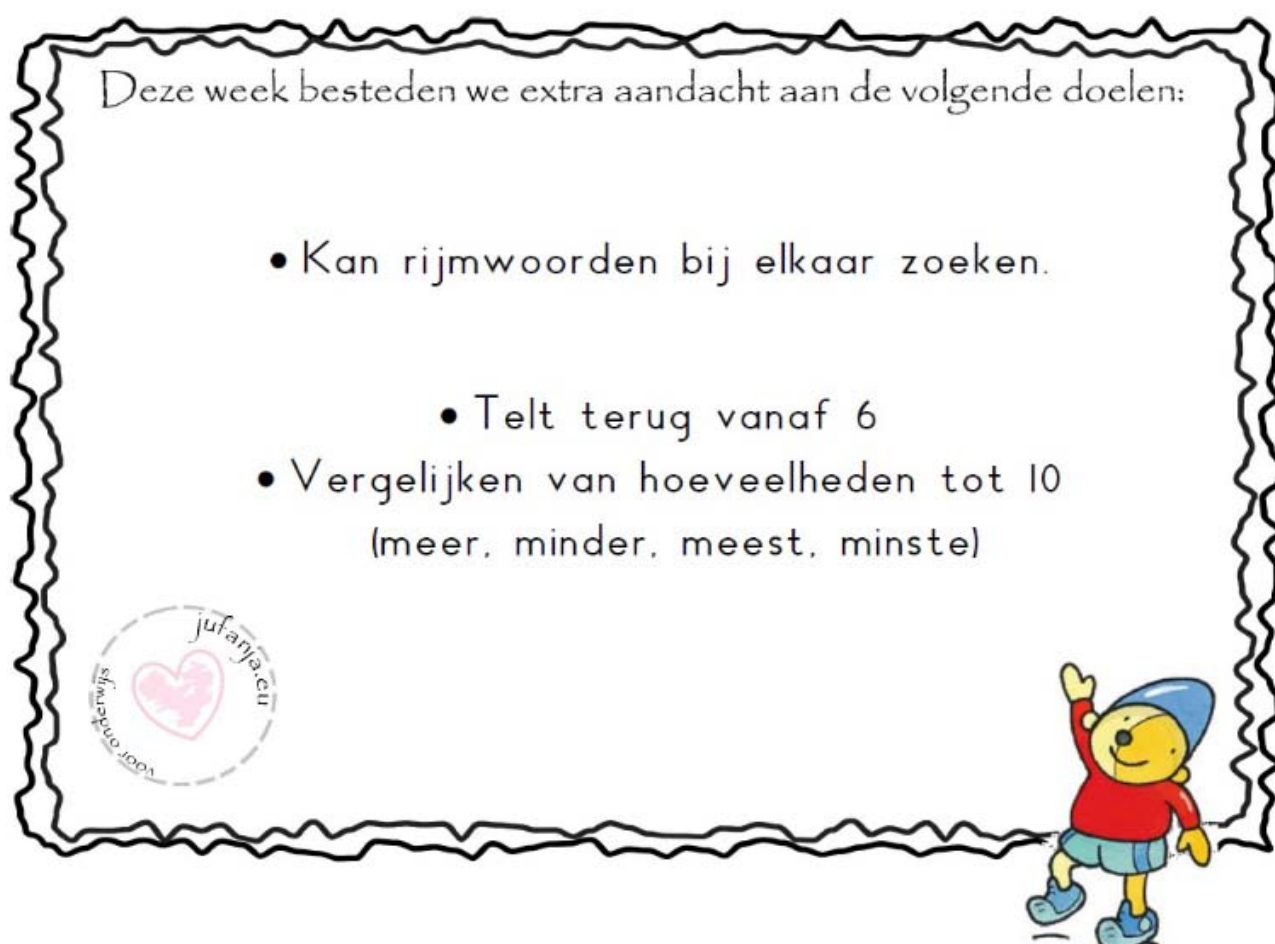 Deze week besteden we extra aandacht aan de volgende doelen:
• Kan rijmwoorden bij elkaar zoeken.
• Telt terug vanaf 6
• Vergelijken van hoeveelheden tot 10
(meer, minder, meest, minste)
jufanja.eu
voor onderwijs